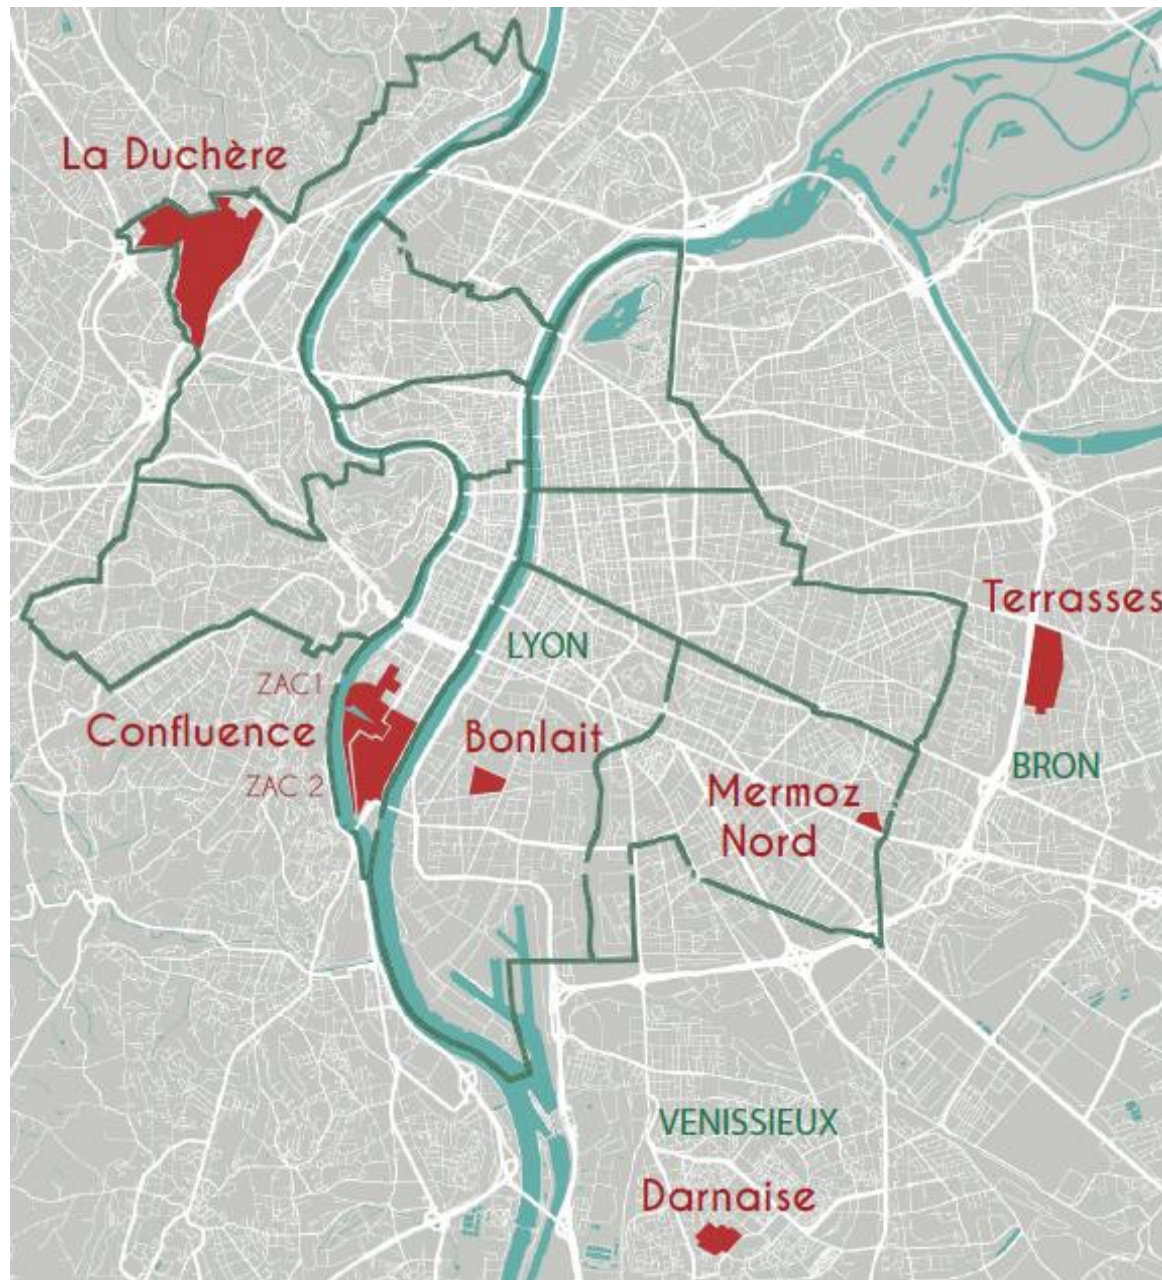 La Duchère
Terrasses
LYON
ZAC 1
Confluence
Bonlait
BRON
ZAC 2
Mermoz
Nord
VENISSIEUX
Darnaise